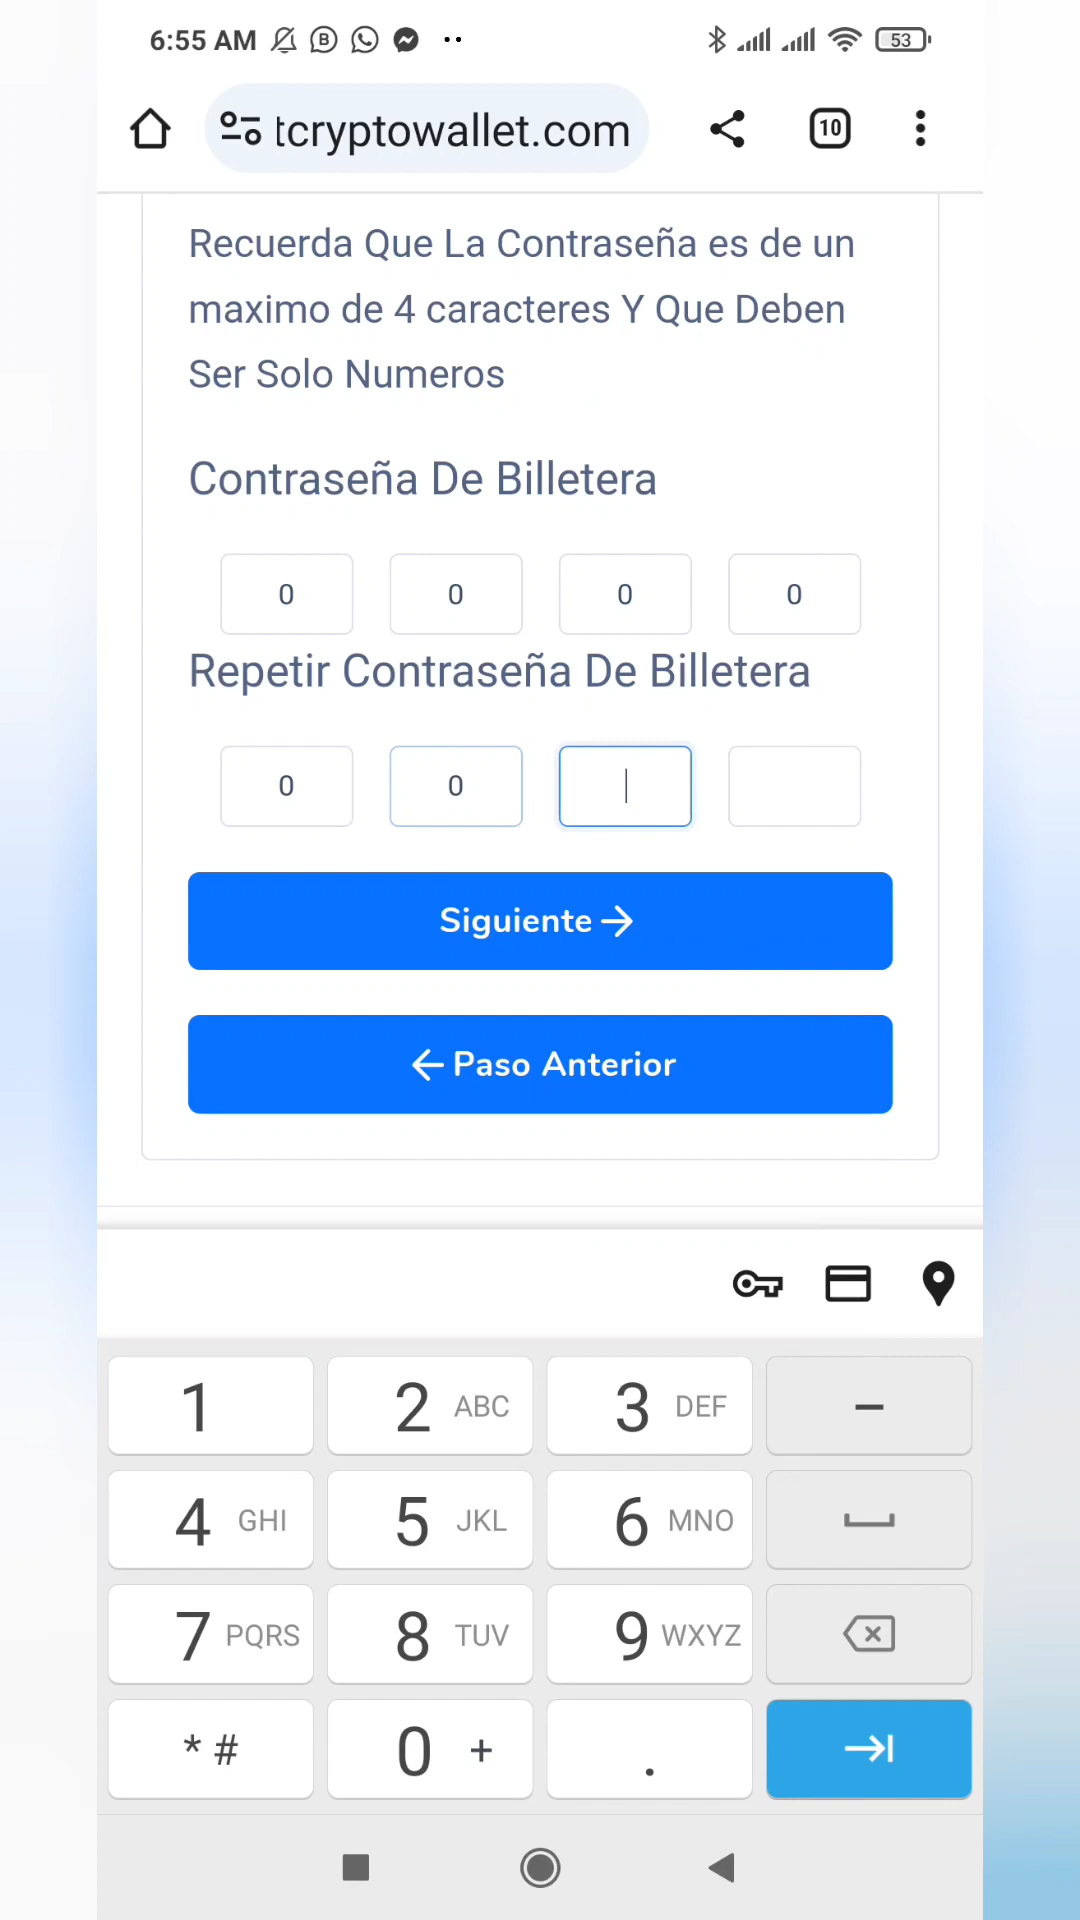 6:55 AM B 53
tcryptowallet.com 10
Recuerda Que La Contraseña es de un
maximo de 4 caracteres Y Que Deben
Ser Solo Numeros
Contraseña De Billetera
0 0 0 0
Repetir Contraseña De Billetera
0 0
Siguiente →
← Paso Anterior
1 2 ABC 3 DEF –
4 GHI 5 JKL 6 MNO
7 PQRS 8 TUV 9 WXYZ
* # 0 + .